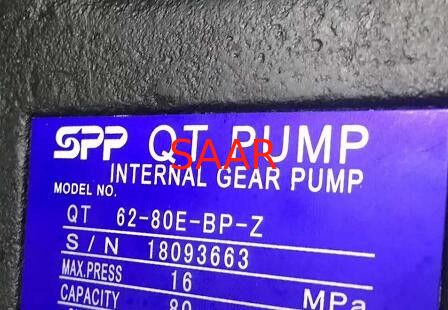 SPP QT PUMP
SAAR
INTERNAL GEAR PUMP
MODEL NO.
QT 62-80E-BP-Z
S/N 18093663
MAX.PRESS 16 MPa
CAPACITY 80